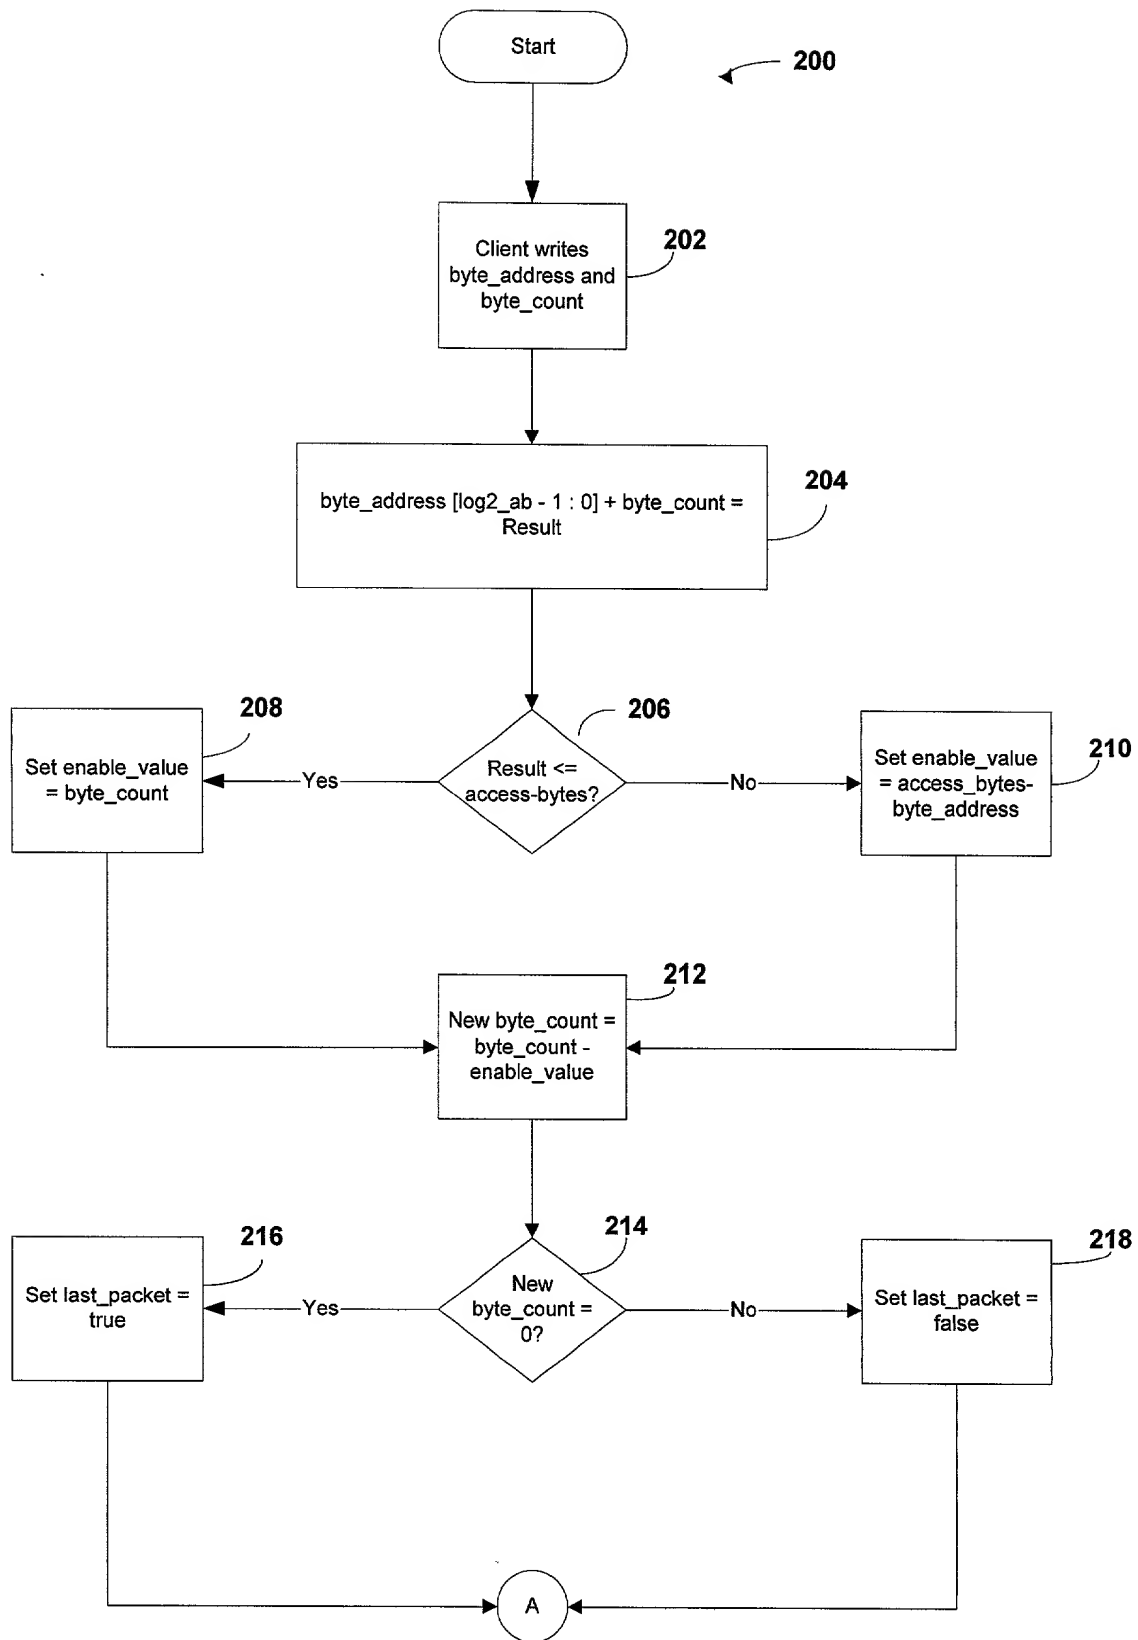 Start
200
Client writes
byte_address and
byte_count
202
byte_address [log2_ab - 1 : 0] + byte_count =
Result
204
208
206
210
Set enable_value
= byte_count
Yes
Result <=
access-bytes?
No
Set enable_value
= access_bytes-
byte_address
212
New byte_count =
byte_count -
enable_value
216
214
218
Set last_packet =
true
Yes
New
byte_count =
0?
No
Set last_packet =
false
A